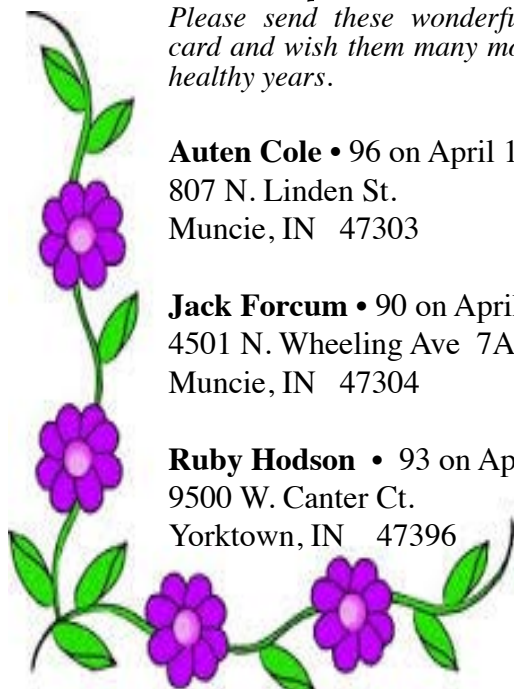 Please send these wonderfu
card and wish them many mo
healthy years.
Auten Cole • 96 on April 1
807 N. Linden St.
Muncie, IN 47303
Jack Forcum • 90 on April
4501 N. Wheeling Ave 7A
Muncie, IN 47304
Ruby Hodson • 93 on Ap
9500 W. Canter Ct.
Yorktown, IN 47396